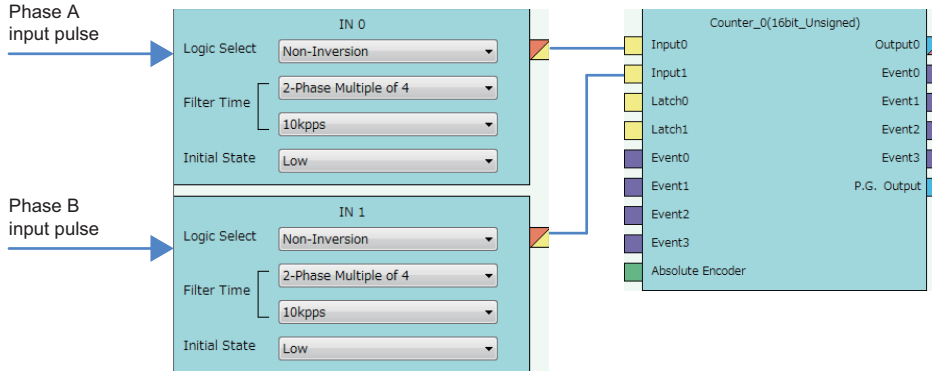 Phase A
input pulse
IN 0
Logic Select
Non-Inversion
Filter Time
2-Phase Multiple of 4
10kpps
Initial State
Low
Phase B
input pulse
IN 1
Logic Select
Non-Inversion
Filter Time
2-Phase Multiple of 4
10kpps
Initial State
Low
Counter_0(16bit_Unsigned)
Input0
Output0
Input1
Event0
Latch0
Event1
Latch1
Event2
Event0
Event3
Event1
P.G. Output
Event2
Event3
Absolute Encoder